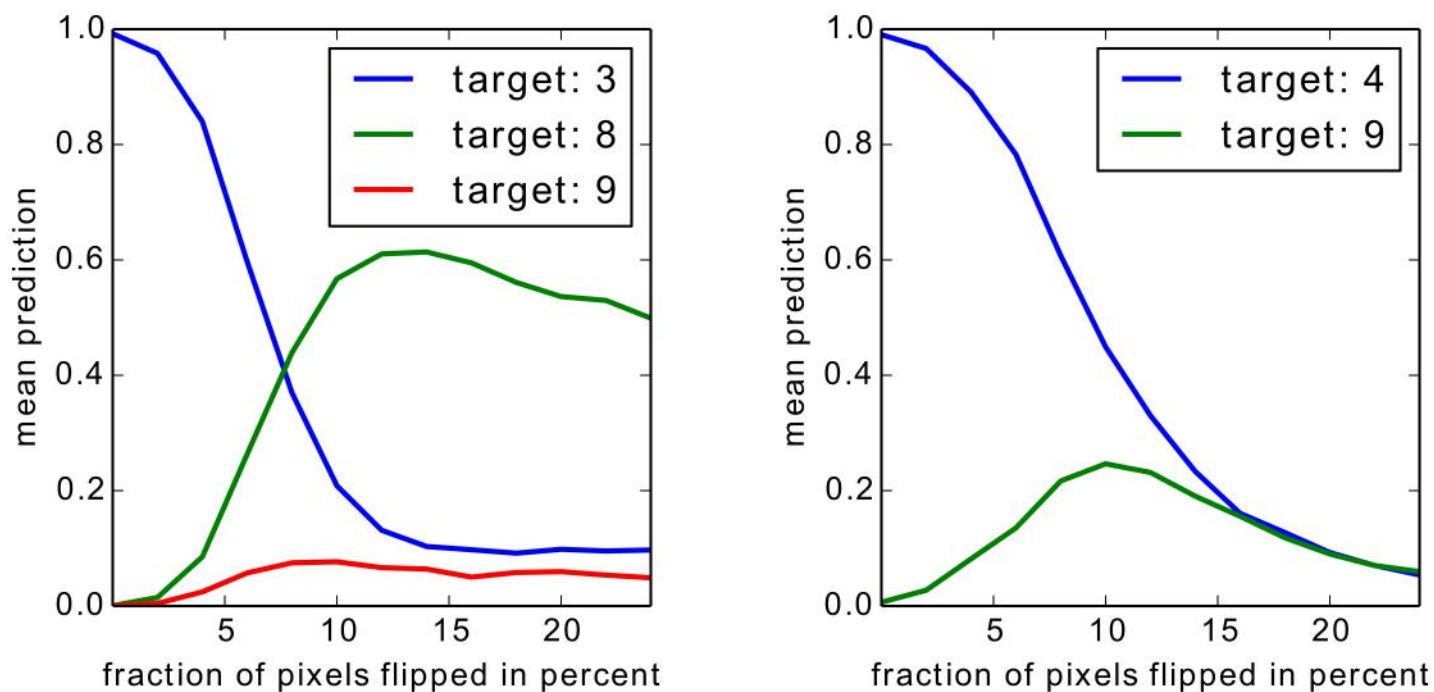 1.0
0.8
0.6
0.4
0.2
0.0
mean prediction
target: 3
target: 8
target: 9
5 10 15 20
fraction of pixels flipped in percent
1.0
0.8
0.6
0.4
0.2
0.0
mean prediction
target: 4
target: 9
5 10 15 20
fraction of pixels flipped in percent